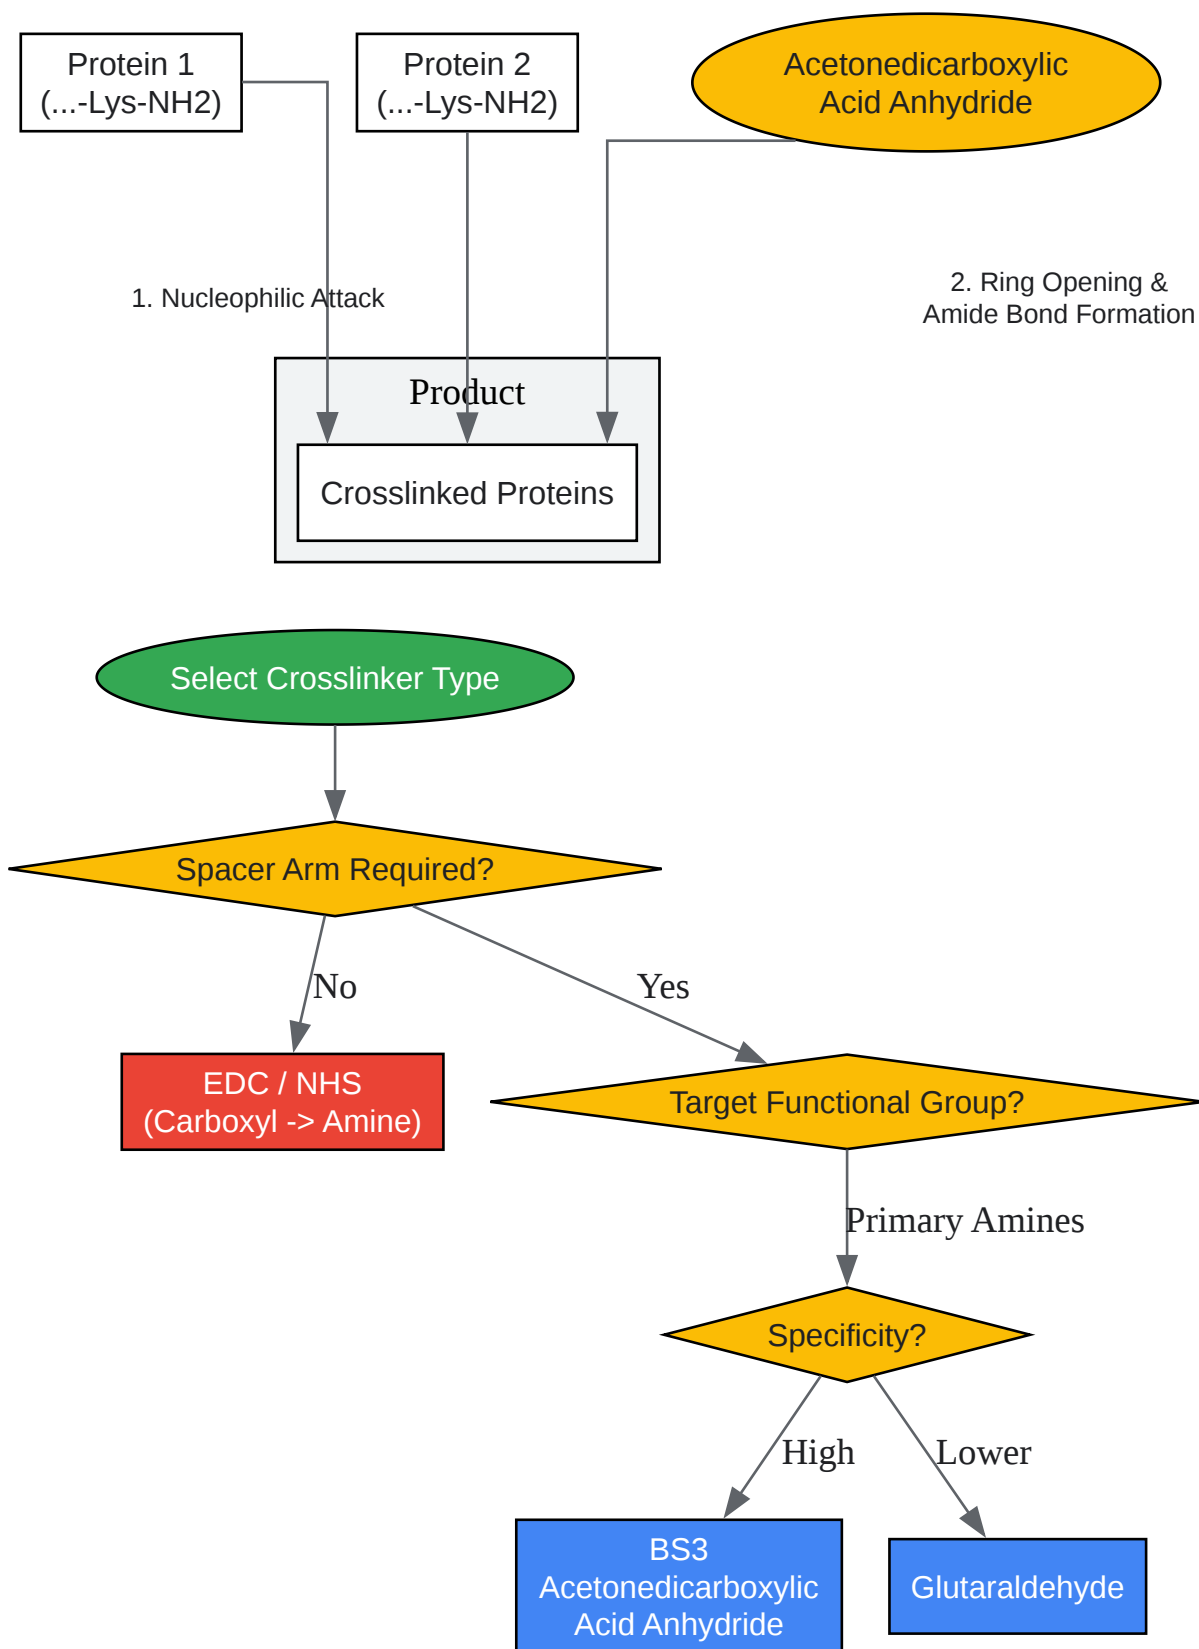 Protein 1
(...-Lys-NH2)
Protein 2
(...-Lys-NH2)
Acetonedicarboxylic
Acid Anhydride
1. Nucleophilic Attack
2. Ring Opening &
Amide Bond Formation
Product
Crosslinked Proteins
Select Crosslinker Type
Spacer Arm Required?
No
Yes
EDC / NHS
(Carboxyl -> Amine)
Target Functional Group?
Primary Amines
Specificity?
High
Lower
BS3
Acetonedicarboxylic
Acid Anhydride
Glutaraldehyde